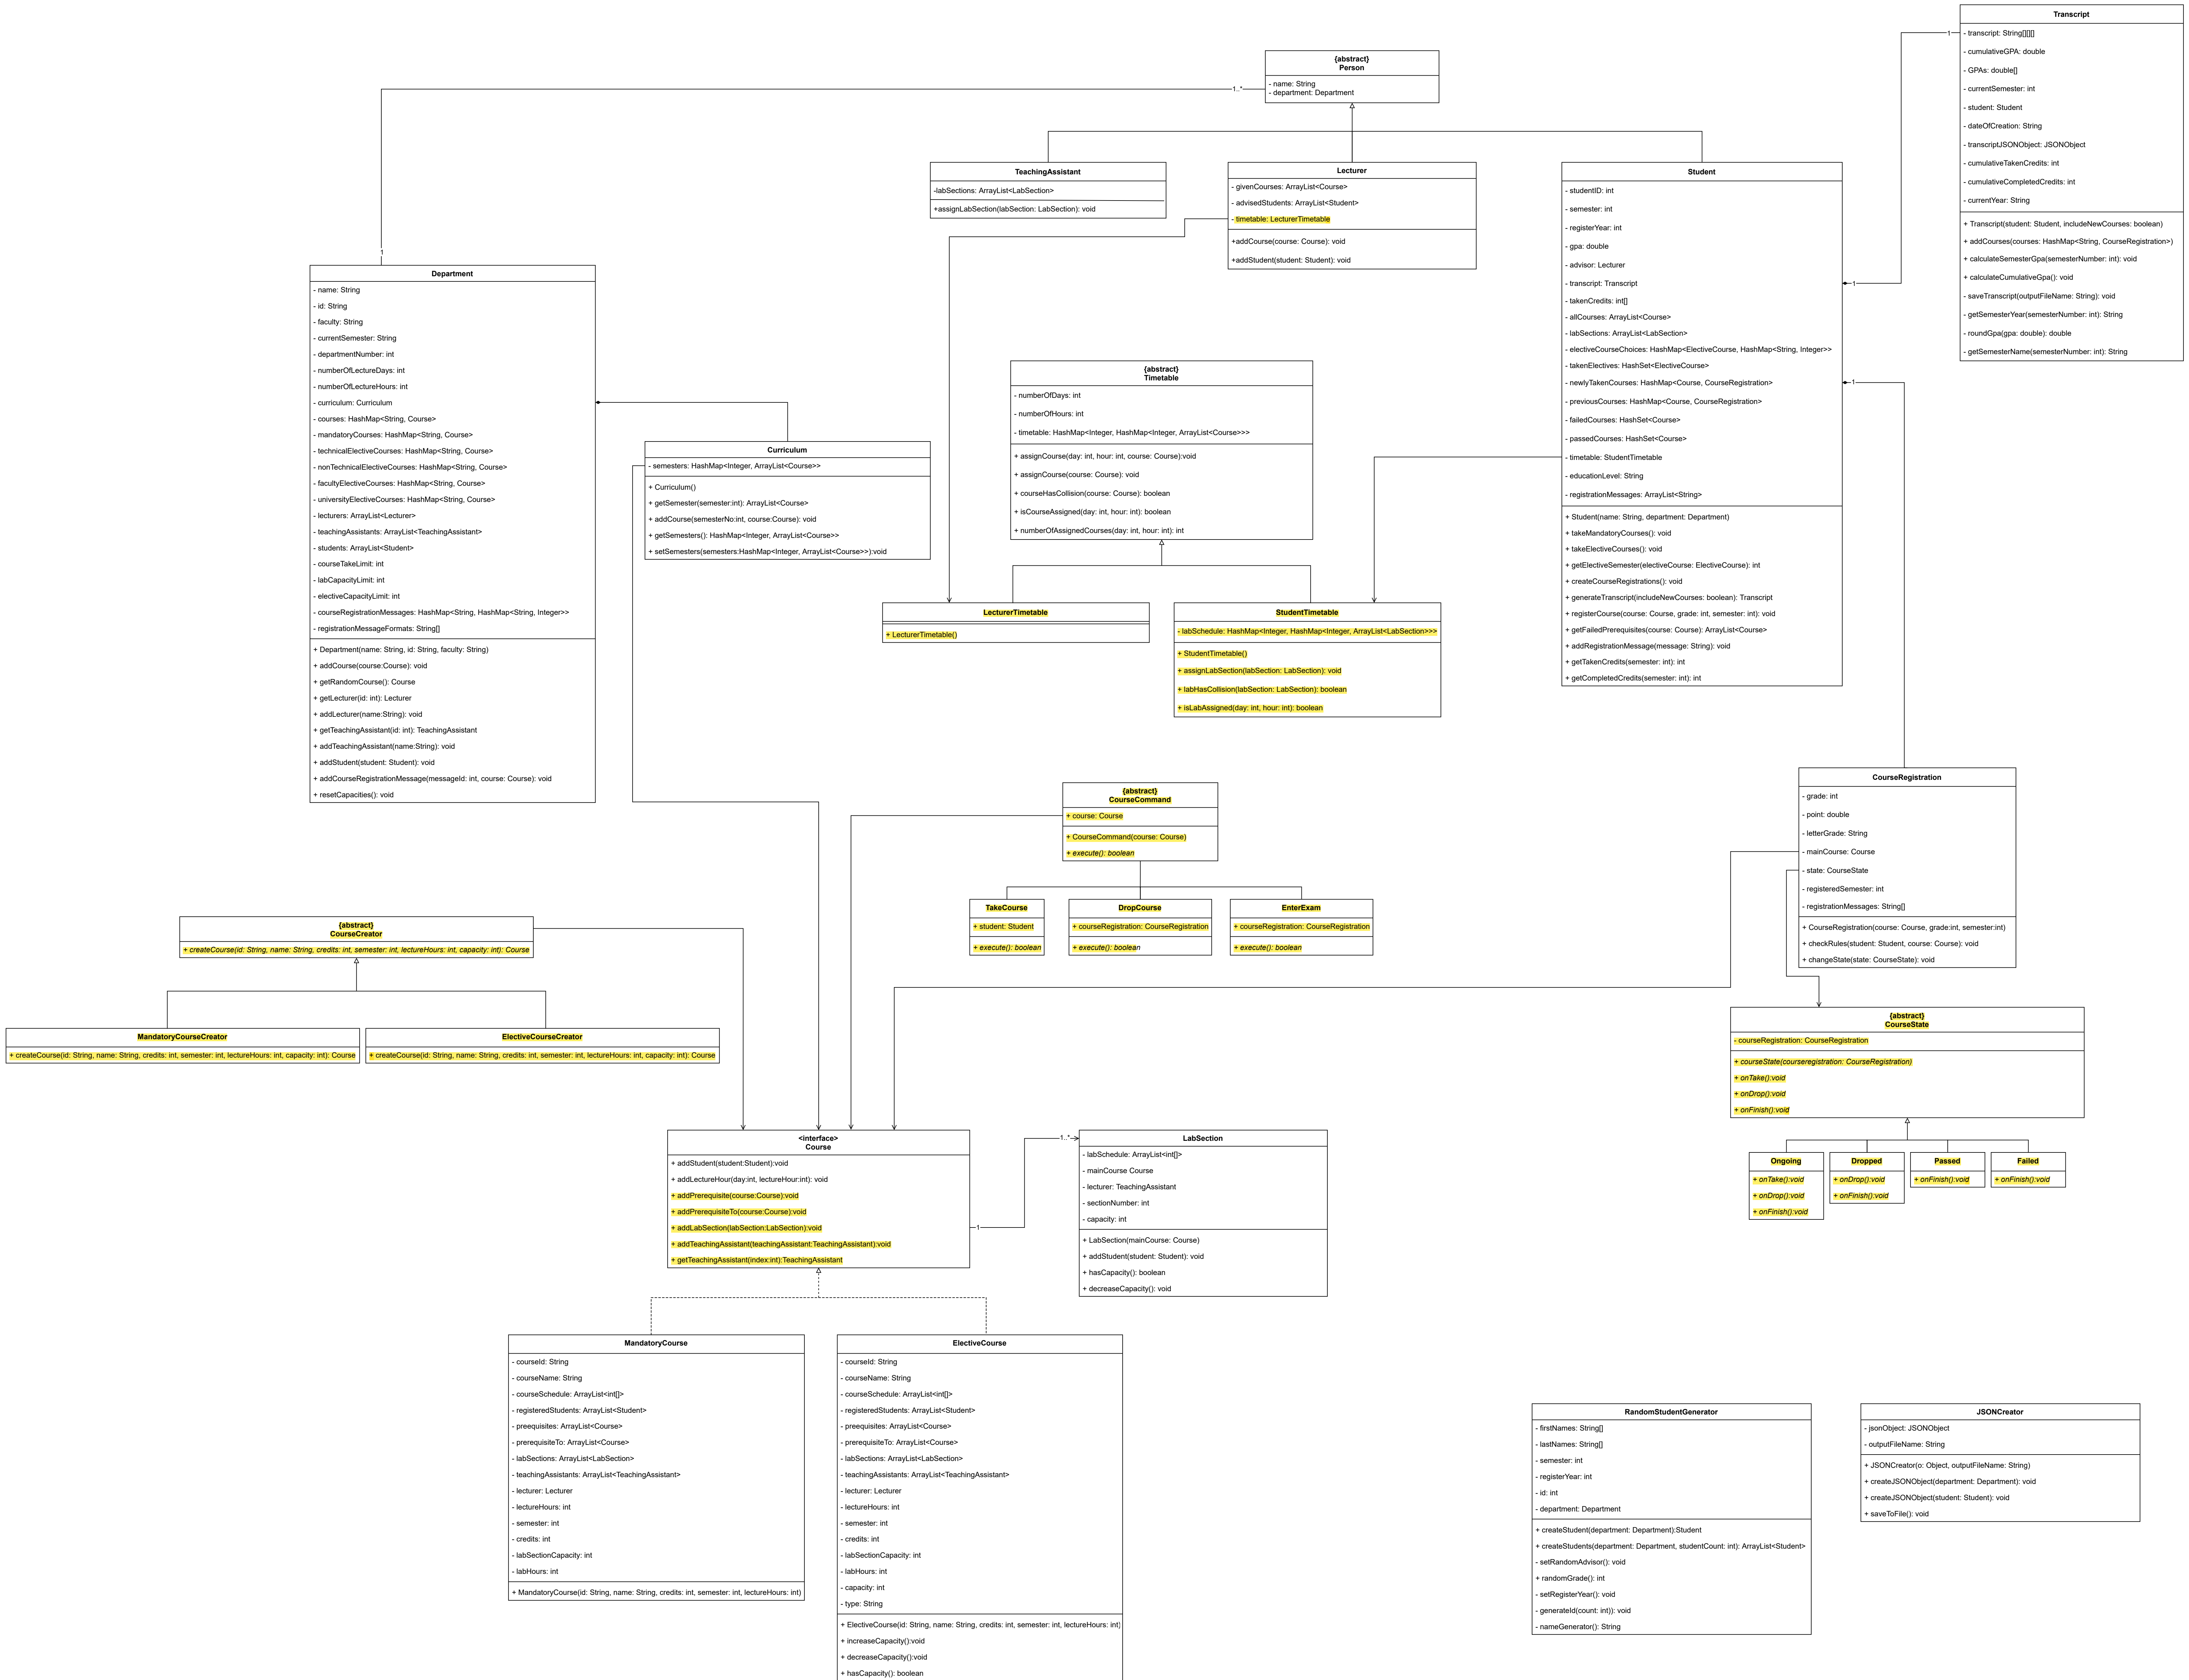 Transcript
- transcript: String[][][]
- cumulativeGPA: double
- GPAs: double[]
- currentSemester: int
- student: Student
- dateOfCreation: String
- transcriptJSONObject: JSONObject
- cumulativeTakenCredits: int
- cumulativeCompletedCredits: int
- currentYear: String
+ Transcript(student: Student, includeNewCourses: boolean)
+ addCourses(courses: HashMap<String, CourseRegistration>)
+ calculateSemesterGpa(semesterNumber: int): void
+ calculateCumulativeGpa(): void
- saveTranscript(outputFileName: String): void
- getSemesterYear(semesterNumber: int): String
- roundGpa(gpa: double): double
- getSemesterName(semesterNumber: int): String
1
{abstract}
Person
- name: String
- department: Department
1..*
1
TeachingAssistant
-labSections: ArrayList<LabSection>
+assignLabSection(labSection: LabSection): void
Lecturer
- givenCourses: ArrayList<Course>
- advisedStudents: ArrayList<Student>
- timetable: LecturerTimetable
+addCourse(course: Course): void
+addStudent(student: Student): void
Student
- studentID: int
- semester: int
- registerYear: int
- gpa: double
- advisor: Lecturer
- transcript: Transcript
- takenCredits: int[]
- allCourses: ArrayList<Course>
- labSections: ArrayList<LabSection>
- electiveCourseChoices: HashMap<ElectiveCourse, HashMap<String, Integer>>
- takenElectives: HashSet<ElectiveCourse>
- newlyTakenCourses: HashMap<Course, CourseRegistration>
- previousCourses: HashMap<Course, CourseRegistration>
- failedCourses: HashSet<Course>
- passedCourses: HashSet<Course>
- timetable: StudentTimetable
- educationLevel: String
- registrationMessages: ArrayList<String>
+ Student(name: String, department: Department)
+ takeMandatoryCourses(): void
+ takeElectiveCourses(): void
+ getElectiveSemester(electiveCourse: ElectiveCourse): int
+ createCourseRegistrations(): void
+ generateTranscript(includeNewCourses: boolean): Transcript
+ registerCourse(course: Course, grade: int, semester: int): void
+ getFailedPrerequisites(course: Course): ArrayList<Course>
+ addRegistrationMessage(message: String): void
+ getTakenCredits(semester: int): int
+ getCompletedCredits(semester: int): int
1
1
Department
- name: String
- id: String
- faculty: String
- currentSemester: String
- departmentNumber: int
- numberOfLectureDays: int
- numberOfLectureHours: int
- curriculum: Curriculum
- courses: HashMap<String, Course>
- mandatoryCourses: HashMap<String, Course>
- technicalElectiveCourses: HashMap<String, Course>
- nonTechnicalElectiveCourses: HashMap<String, Course>
- facultyElectiveCourses: HashMap<String, Course>
- universityElectiveCourses: HashMap<String, Course>
- lecturers: ArrayList<Lecturer>
- teachingAssistants: ArrayList<TeachingAssistant>
- students: ArrayList<Student>
- courseTakeLimit: int
- labCapacityLimit: int
- electiveCapacityLimit: int
- courseRegistrationMessages: HashMap<String, HashMap<String, Integer>>
- registrationMessageFormats: String[]
+ Department(name: String, id: String, faculty: String)
+ addCourse(course:Course): void
+ getRandomCourse(): Course
+ getLecturer(id: int): Lecturer
+ addLecturer(name:String): void
+ getTeachingAssistant(id: int): TeachingAssistant
+ addTeachingAssistant(name:String): void
+ addStudent(student: Student): void
+ addCourseRegistrationMessage(messageId: int, course: Course): void
+ resetCapacities(): void
Curriculum
- semesters: HashMap<Integer, ArrayList<Course>>
+ Curriculum()
+ getSemester(semester:int): ArrayList<Course>
+ addCourse(semesterNo:int, course:Course): void
+ getSemesters(): HashMap<Integer, ArrayList<Course>>
+ setSemesters(semesters:HashMap<Integer, ArrayList<Course>>):void
{abstract}
Timetable
- numberOfDays: int
- numberOfHours: int
- timetable: HashMap<Integer, HashMap<Integer, ArrayList<Course>>>
+ assignCourse(day: int, hour: int, course: Course):void
+ assignCourse(course: Course): void
+ courseHasCollision(course: Course): boolean
+ isCourseAssigned(day: int, hour: int): boolean
+ numberOfAssignedCourses(day: int, hour: int): int
LecturerTimetable
+ LecturerTimetable()
StudentTimetable
- labSchedule: HashMap<Integer, HashMap<Integer, ArrayList<LabSection>>>
+ StudentTimetable()
+ assignLabSection(labSection: LabSection): void
+ labHasCollision(labSection: LabSection): boolean
+ isLabAssigned(day: int, hour: int): boolean
CourseRegistration
- grade: int
- point: double
- letterGrade: String
- mainCourse: Course
- state: CourseState
- registeredSemester: int
- registrationMessages: String[]
+ CourseRegistration(course: Course, grade:int, semester:int)
+ checkRules(student: Student, course: Course): void
+ changeState(state: CourseState): void
{abstract}
CourseCommand
+ course: Course
+ CourseCommand(course: Course)
+ execute(): boolean
TakeCourse
+ student: Student
+ execute(): boolean
DropCourse
+ courseRegistration: CourseRegistration
+ execute(): boolean
EnterExam
+ courseRegistration: CourseRegistration
+ execute(): boolean
{abstract}
CourseCreator
+ createCourse(id: String, name: String, credits: int, semester: int, lectureHours: int, capacity: int): Course
MandatoryCourseCreator
+ createCourse(id: String, name: String, credits: int, semester: int, lectureHours: int, capacity: int): Course
ElectiveCourseCreator
+ createCourse(id: String, name: String, credits: int, semester: int, lectureHours: int, capacity: int): Course
{abstract}
CourseState
- courseRegistration: CourseRegistration
+ courseState(courseregistration: CourseRegistration)
+ onTake():void
+ onDrop():void
+ onFinish():void
Ongoing
+ onTake():void
+ onDrop():void
+ onFinish():void
Dropped
+ onDrop():void
+ onFinish():void
Passed
+ onFinish():void
Failed
+ onFinish():void
<interface>
Course
+ addStudent(student:Student):void
+ addLectureHour(day:int, lectureHour:int): void
+ addPrerequisite(course:Course):void
+ addPrerequisiteTo(course:Course):void
+ addLabSection(labSection:LabSection):void
+ addTeachingAssistant(teachingAssistant:TeachingAssistant):void
+ getTeachingAssistant(index:int):TeachingAssistant
1
1..*
LabSection
- labSchedule: ArrayList<int[]>
- mainCourse Course
- lecturer: TeachingAssistant
- sectionNumber: int
- capacity: int
+ LabSection(mainCourse: Course)
+ addStudent(student: Student): void
+ hasCapacity(): boolean
+ decreaseCapacity(): void
MandatoryCourse
- courseId: String
- courseName: String
- courseSchedule: ArrayList<int[]>
- registeredStudents: ArrayList<Student>
- preequisites: ArrayList<Course>
- prerequisiteTo: ArrayList<Course>
- labSections: ArrayList<LabSection>
- teachingAssistants: ArrayList<TeachingAssistant>
- lecturer: Lecturer
- lectureHours: int
- semester: int
- credits: int
- labSectionCapacity: int
- labHours: int
+ MandatoryCourse(id: String, name: String, credits: int, semester: int, lectureHours: int)
ElectiveCourse
- courseId: String
- courseName: String
- courseSchedule: ArrayList<int[]>
- registeredStudents: ArrayList<Student>
- preequisites: ArrayList<Course>
- prerequisiteTo: ArrayList<Course>
- labSections: ArrayList<LabSection>
- teachingAssistants: ArrayList<TeachingAssistant>
- lecturer: Lecturer
- lectureHours: int
- semester: int
- credits: int
- labSectionCapacity: int
- labHours: int
- capacity: int
- type: String
+ ElectiveCourse(id: String, name: String, credits: int, semester: int, lectureHours: int)
+ increaseCapacity():void
+ decreaseCapacity():void
+ hasCapacity(): boolean
RandomStudentGenerator
- firstNames: String[]
- lastNames: String[]
- semester: int
- registerYear: int
- id: int
- department: Department
+ createStudent(department: Department):Student
+ createStudents(department: Department, studentCount: int): ArrayList<Student>
- setRandomAdvisor(): void
+ randomGrade(): int
- setRegisterYear(): void
- generateId(count: int)): void
- nameGenerator(): String
JSONCreator
- jsonObject: JSONObject
- outputFileName: String
+ JSONCreator(o: Object, outputFileName: String)
+ createJSONObject(department: Department): void
+ createJSONObject(student: Student): void
+ saveToFile(): void